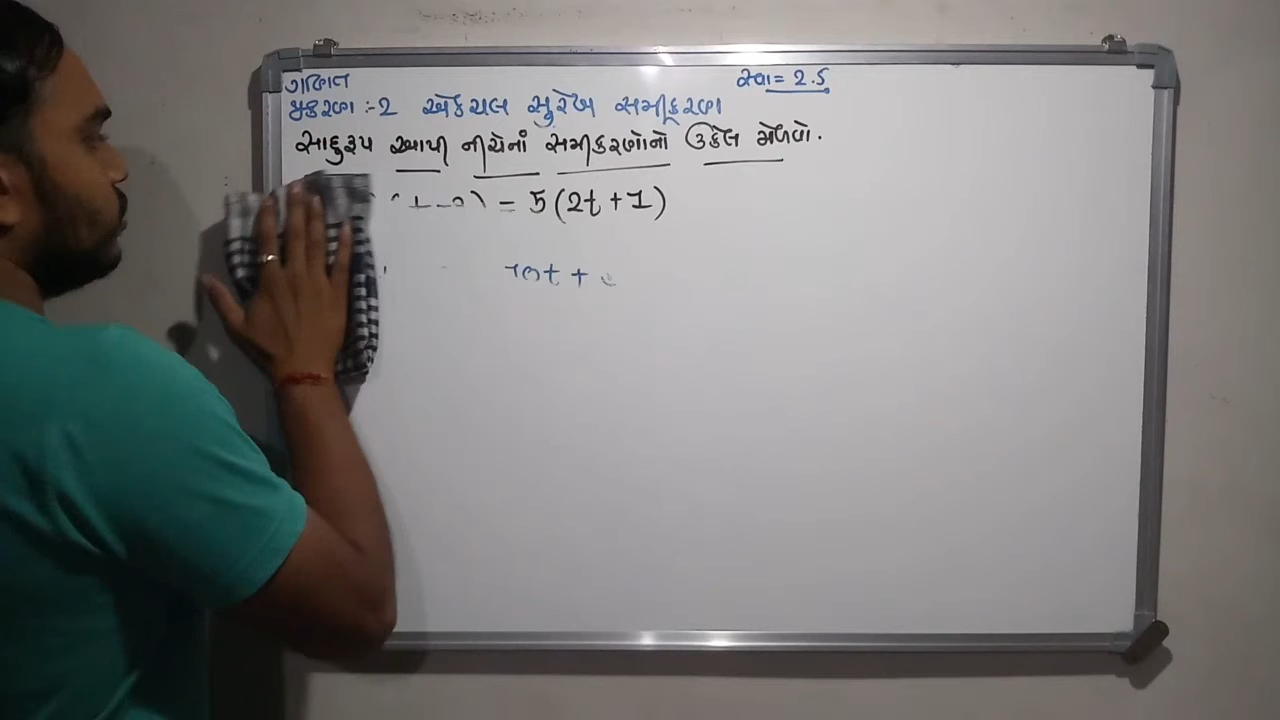 ગણિત
સ્વા = 2.5
પ્રકરણ :- 2 એકચલ સુરેખ સમીકરણ
સાદુરૂપ આપી નીચેનાં સમીકરણોનો ઉકેલ મેળવો.
= 5(2t+1)
10t +